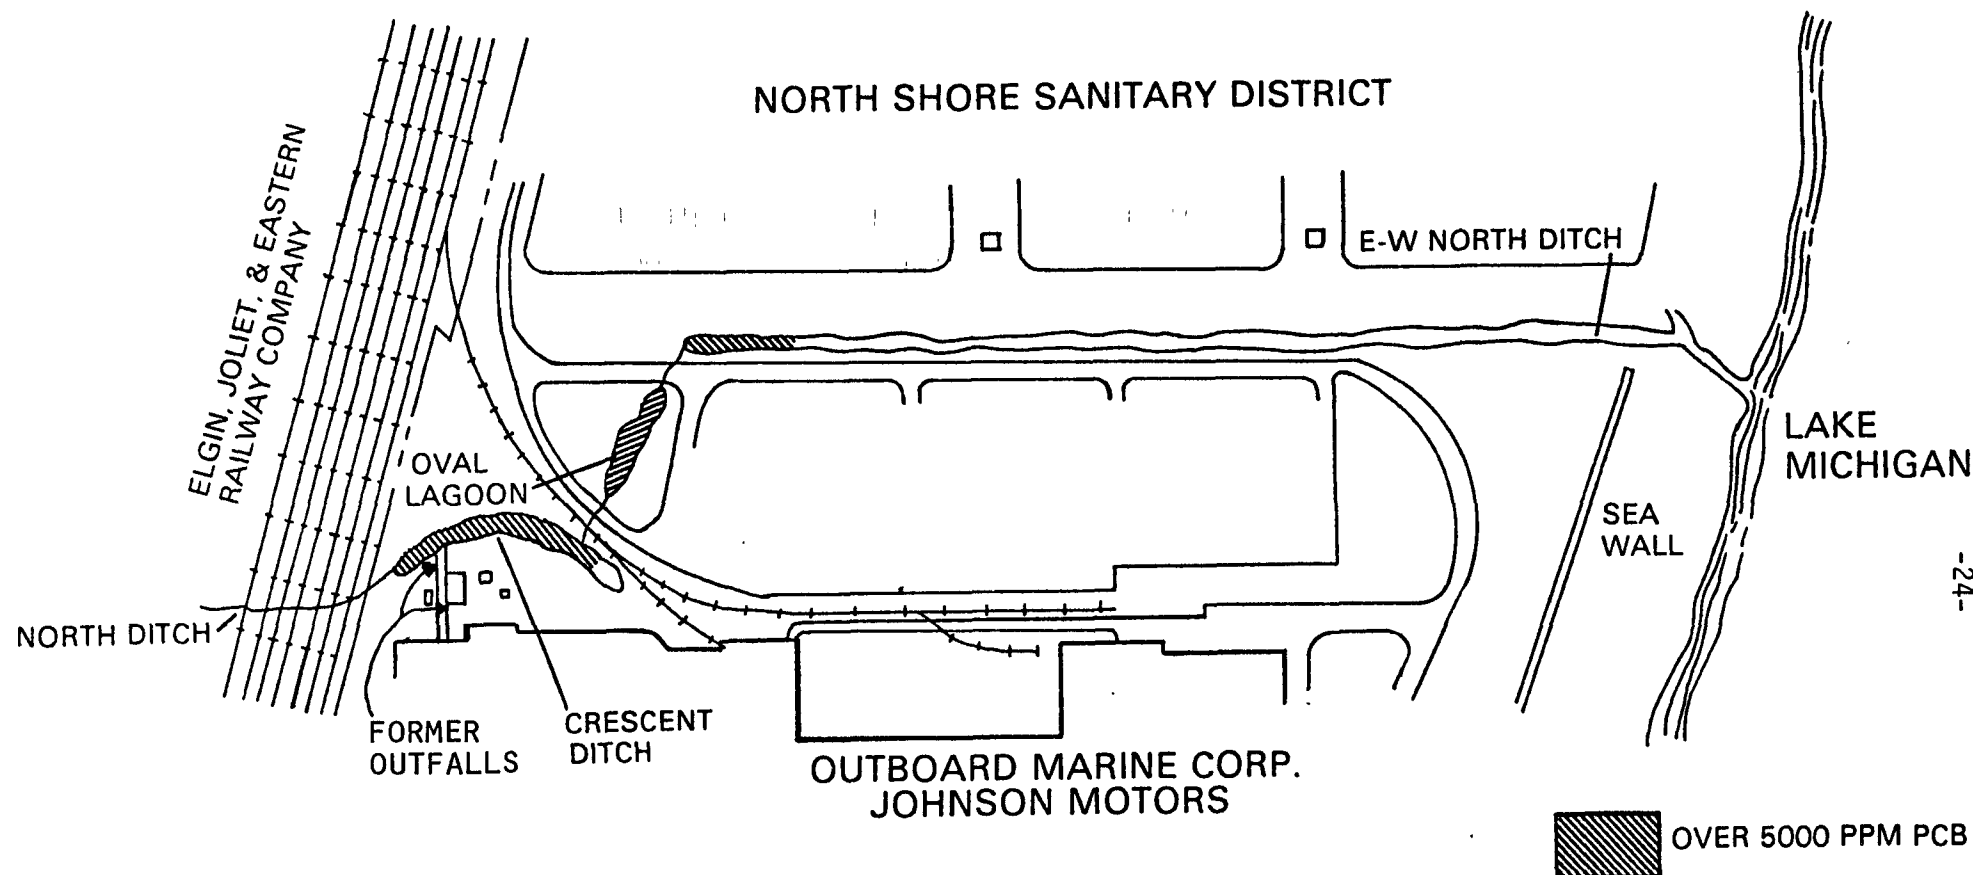 NORTH SHORE SANITARY DISTRICT
ELGIN, JOLIET, & EASTERN
RAILWAY COMPANY
E-W NORTH DITCH
LAKE
MICHIGAN
OVAL
LAGOON
SEA
WALL
-24-
NORTH DITCH
FORMER
OUTFALLS
CRESCENT
DITCH
OUTBOARD MARINE CORP.
JOHNSON MOTORS
OVER 5000 PPM PCB